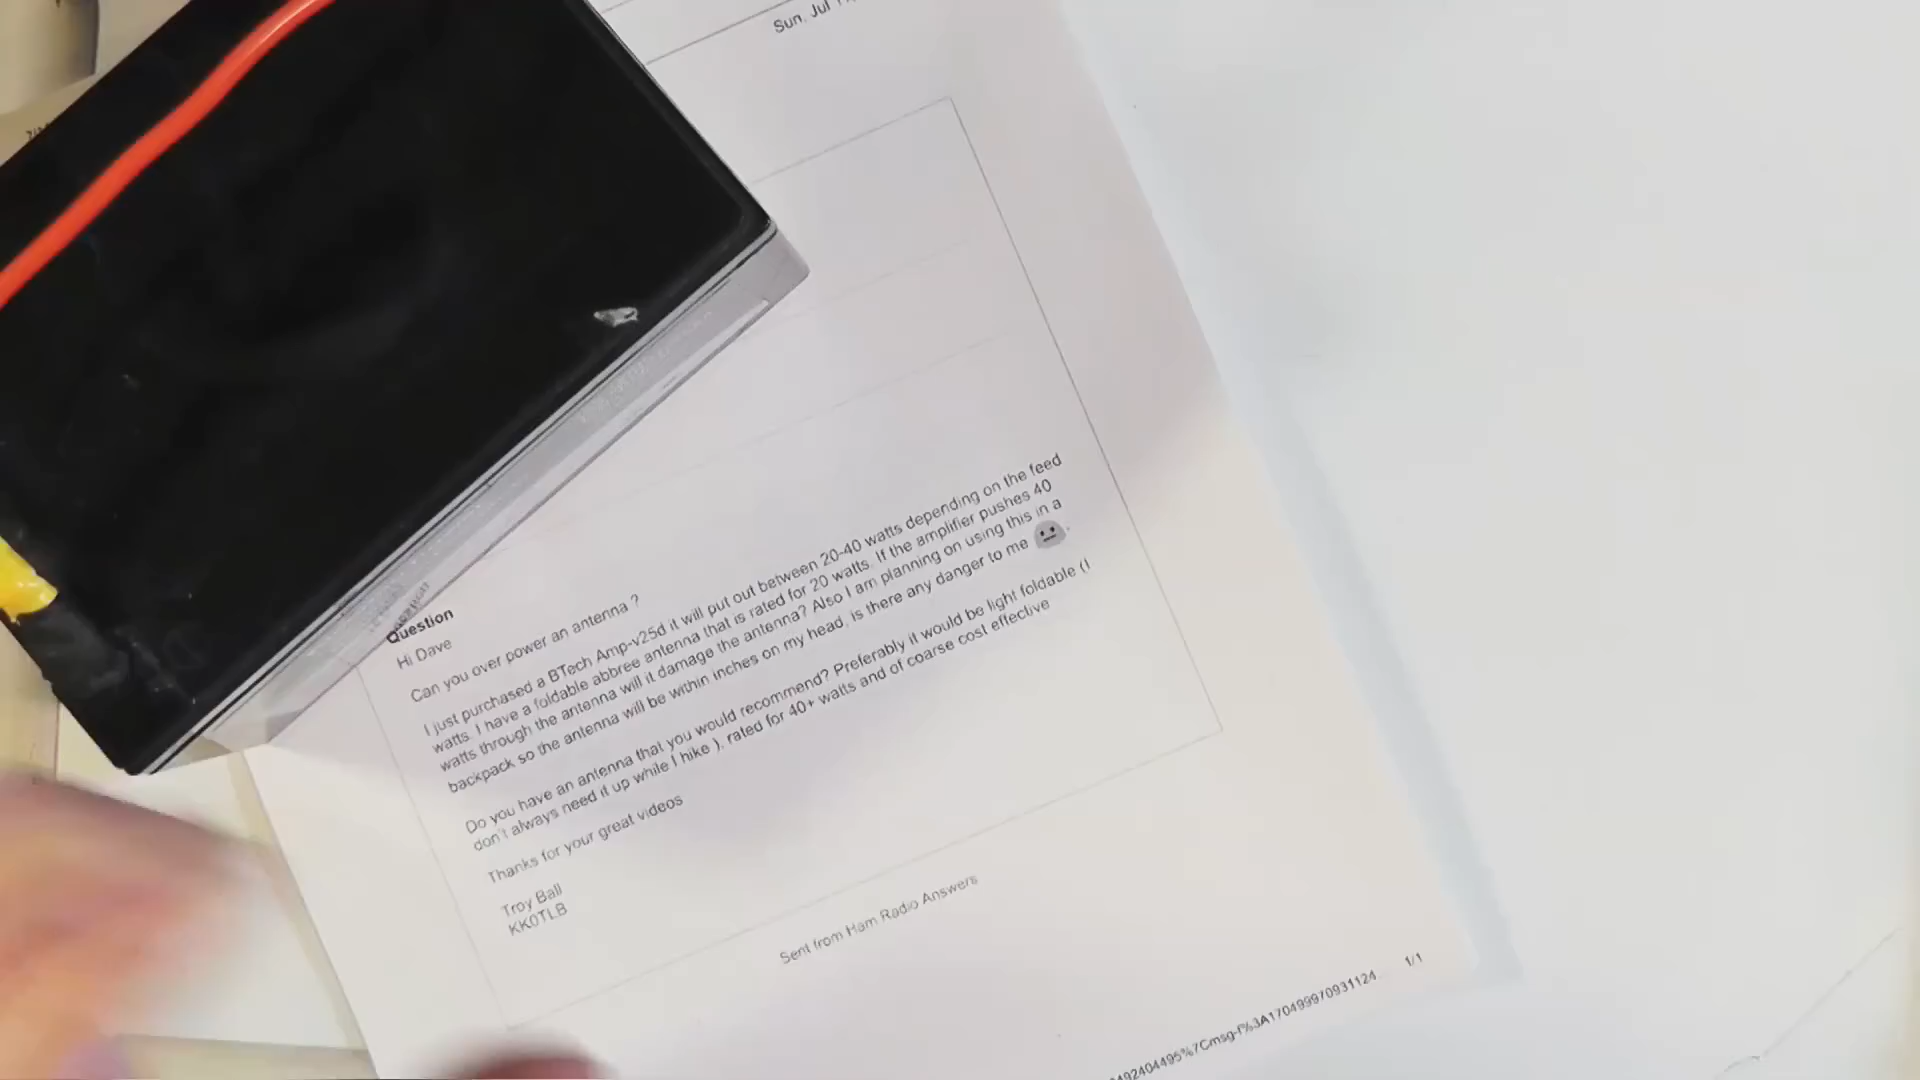 Sun, Jul
Question
Hi Dave
Can you over power an antenna ?
I just purchased a BTech Amp-v25d it will put out between 20-40 watts depending on the feed
watts. I have a foldable abbree antenna that is rated for 20 watts. If the amplifier pushes 40
watts through the antenna will it damage the antenna? Also I am planning on using this in a
backpack so the antenna will be within inches on my head, is there any danger to me 😐.
Do you have an antenna that you would recommend? Preferably it would be light foldable (I
don't always need it up while I hike ), rated for 40+ watts and of coarse cost effective
Thanks for your great videos
Troy Ball
KK0TLB
Sent from Ham Radio Answers
492404495%7Cmsg-f%3A1704999970931124 1/1